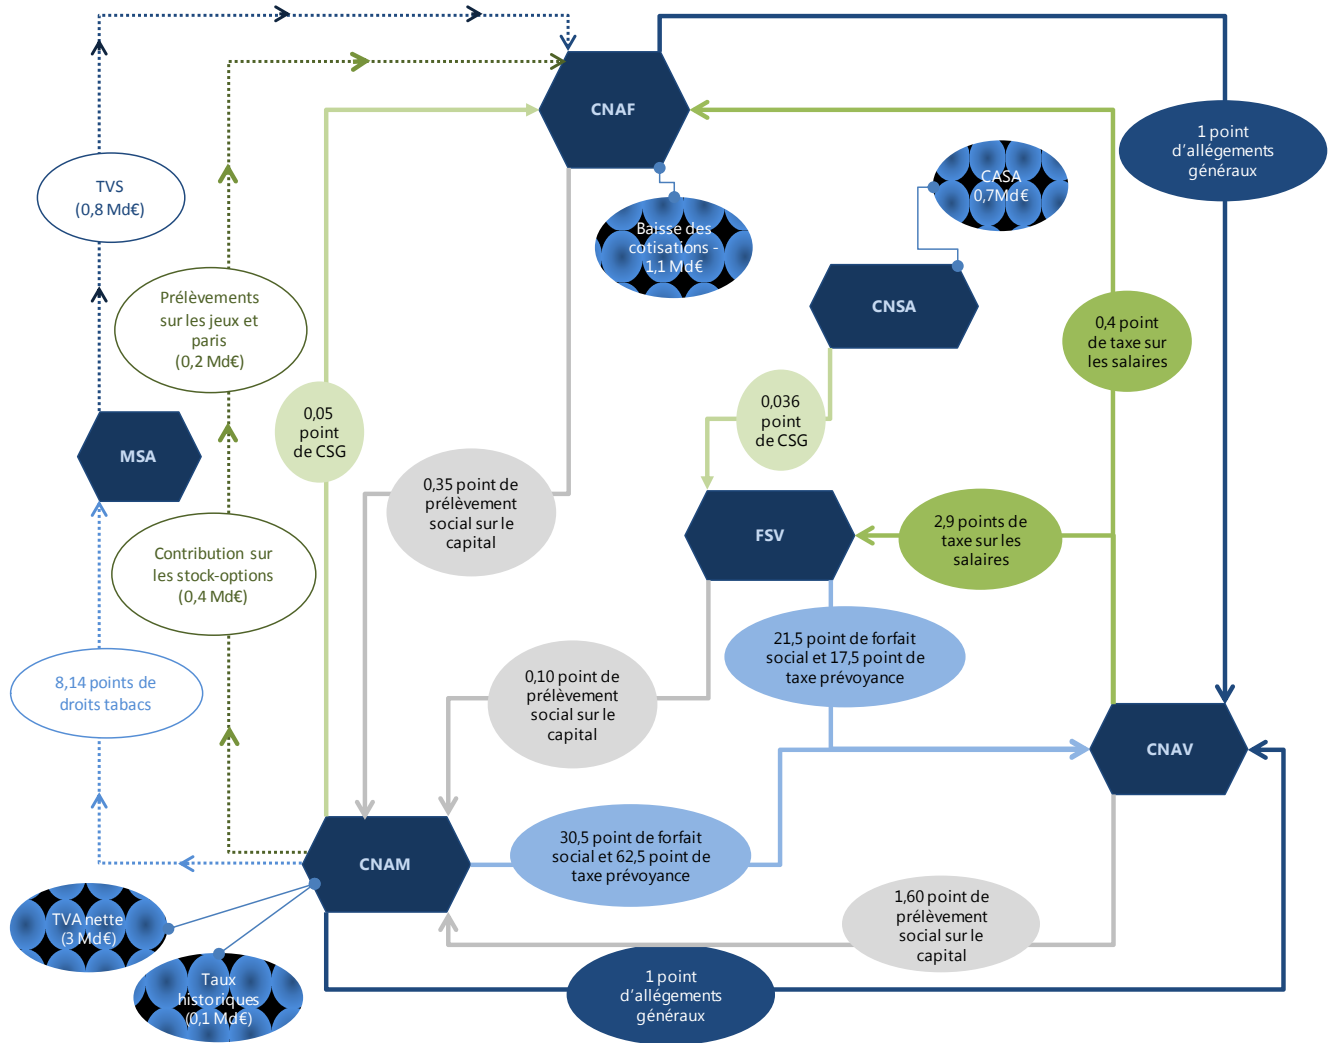 CNAF
1 point
d’allégements
généraux
TVS
(0,8 Md€)
CASA
0,7Md€
Baisse des
cotisations -
1,1 Md€
Prélèvements
sur les jeux et
paris
(0,2 Md€)
CNSA
0,4 point
de taxe sur
les salaires
0,05
point
de CSG
0,036
point
de CSG
MSA
0,35 point de
prélèvement
social sur le
capital
FSV
2,9 points de
taxe sur les
salaires
Contribution sur
les stock-options
(0,4 Md€)
21,5 point de forfait
social et 17,5 point de
taxe prévoyance
8,14 points de
droits tabacs
0,10 point de
prélèvement
social sur le
capital
CNAV
CNAM
30,5 point de forfait
social et 62,5 point de
taxe prévoyance
TVA nette
(3 Md€)
1,60 point de
prélèvement
social sur le
capital
Taux
historiques
(0,1 Md€)
1 point
d’allégements
généraux